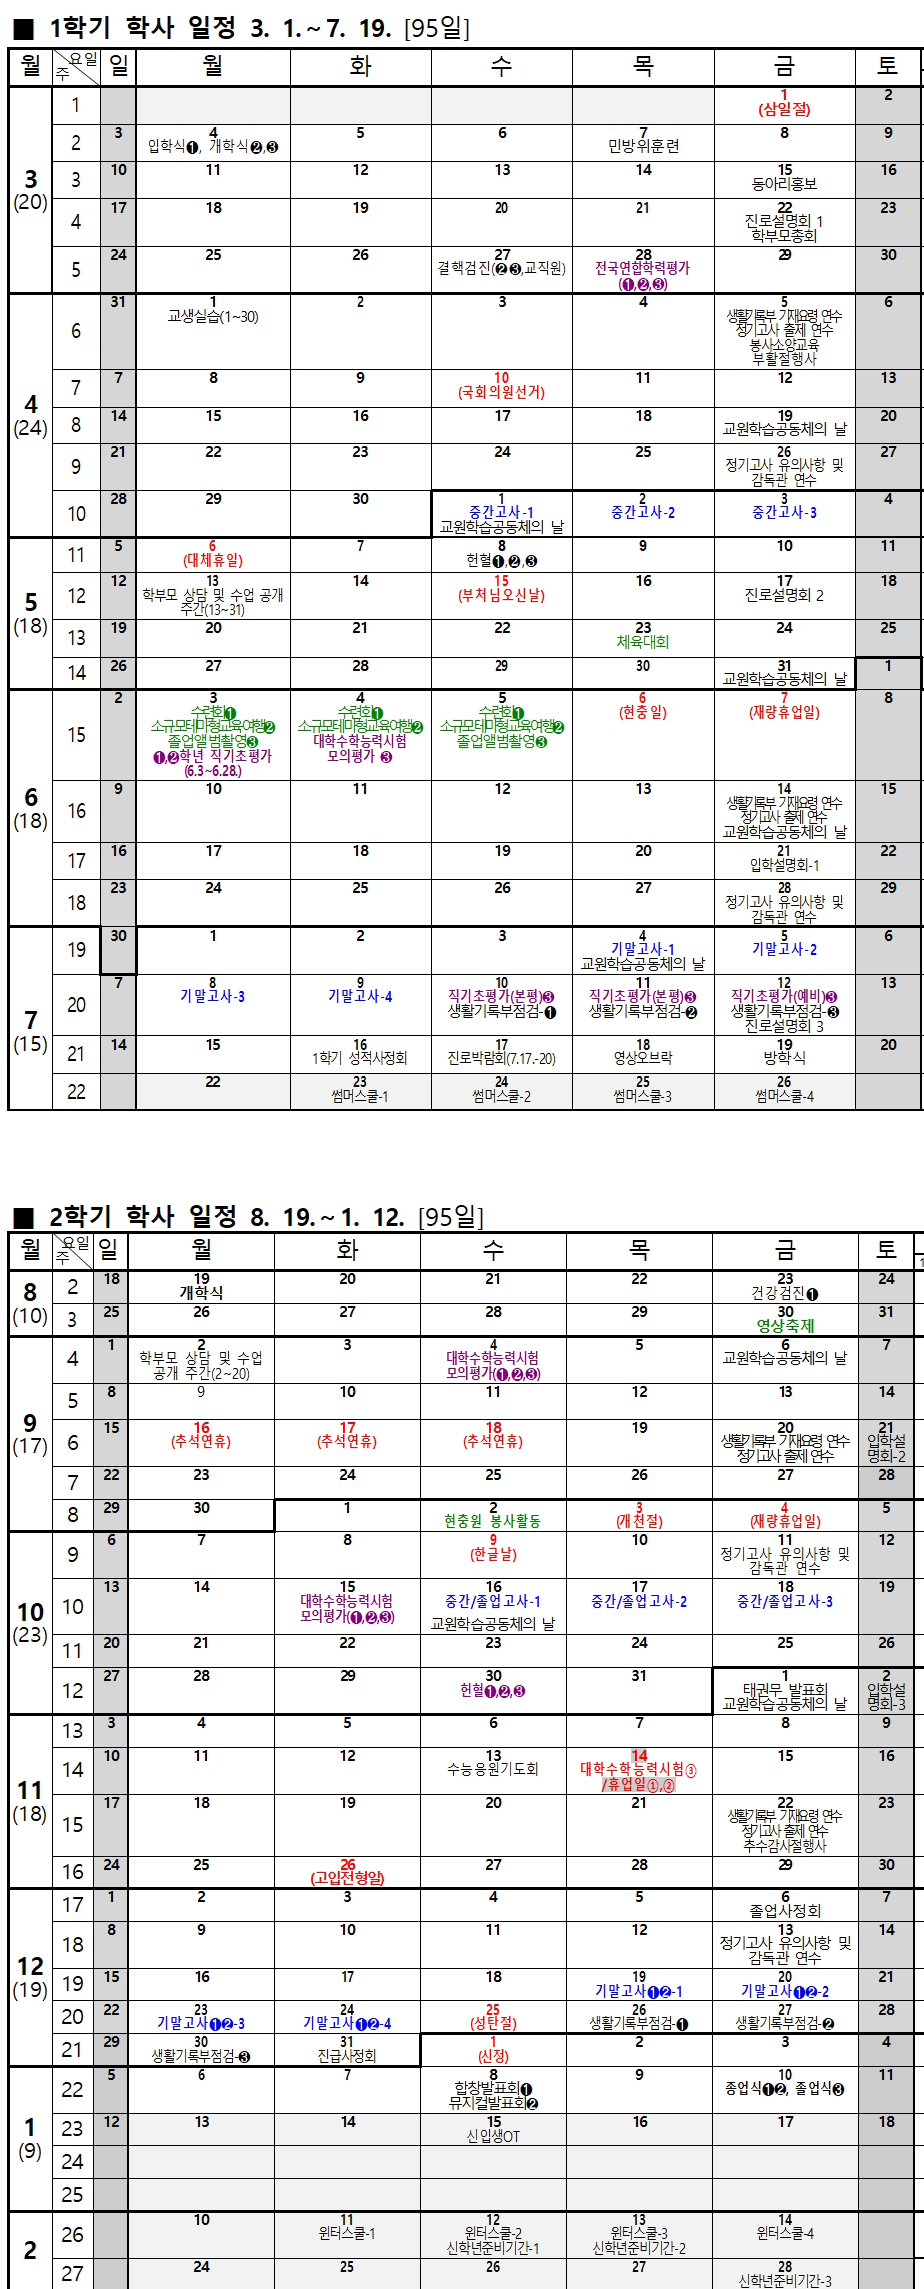 ■ 1학기 학사 일정 3. 1.~ 7. 19. [95일]
월 요일 주 일 월 화 수 목 금 토
3 (20)
1 1 2
(삼일절)
2 3 4 5 6 7 8 9
입학식❶, 개학식❷,❸ 민방위훈련
3 10 11 12 13 14 15 16
동아리홍보
4 17 18 19 20 21 22 23
진로설명회 1
학부모총회
5 24 25 26 27 28 29 30
결핵검진(❷❸,교직원) 전국연합학력평가
(❶,❷,❸)
4 (24)
6 31 1 2 3 4 5 6
교생실습(1~30) 생활기록부 기재요령 연수
정기고사 출제 연수
봉사소양교육
부활절행사
7 7 8 9 10 11 12 13
(국회의원선거)
8 14 15 16 17 18 19 20
교원학습공동체의 날
9 21 22 23 24 25 26 27
정기고사 유의사항 및
감독관 연수
10 28 29 30 1 2 3 4
중간고사-1 중간고사-2 중간고사-3
교원학습공동체의 날
5 (18)
11 5 6 7 8 9 10 11
(대체휴일) 헌혈❶,❷,❸
12 12 13 14 15 16 17 18
학부모 상담 및 수업 공개 (부처님오신날) 진로설명회 2
주간(13~31)
13 19 20 21 22 23 24 25
체육대회
14 26 27 28 29 30 31 1
교원학습공동체의 날
6 (18)
15 2 3 4 5 6 7 8
수련회❶ 수련회❶ 수련회❶ (현충일) (재량휴업일)
소규모테마형교육여행❷ 소규모테마형교육여행❷ 소규모테마형교육여행❷
졸업앨범촬영❸ 대학수학능력시험 졸업앨범촬영❸
❶,❷학년 직기초평가 모의평가 ❸
(6.3~6.28.)
16 9 10 11 12 13 14 15
생활기록부 기재요령 연수
정기고사 출제 연수
교원학습공동체의 날
17 16 17 18 19 20 21 22
입학설명회-1
18 23 24 25 26 27 28 29
정기고사 유의사항 및
감독관 연수
7 (15)
19 30 1 2 3 4 5 6
기말고사-1 기말고사-2
교원학습공동체의 날
20 7 8 9 10 11 12 13
기말고사-3 기말고사-4 직기초평가(본평)❸ 직기초평가(본평)❸ 직기초평가(예비)❸
생활기록부점검-❶ 생활기록부점검-❷ 생활기록부점검-❸
진로설명회 3
21 14 15 16 17 18 19 20
1학기 성적사정회 진로박람회(7.17.-20) 영상오브락 방학식
22 22 23 24 25 26
썸머스쿨-1 썸머스쿨-2 썸머스쿨-3 썸머스쿨-4
■ 2학기 학사 일정 8. 19.~ 1. 12. [95일]
월 요일 주 일 월 화 수 목 금 토
8 (10)
2 18 19 20 21 22 23 24
개학식 건강검진❶
3 25 26 27 28 29 30 31
영상축제
9 (17)
4 1 2 3 4 5 6 7
학부모 상담 및 수업 대학수학능력시험 교원학습공동체의 날
공개 주간(2~20) 모의평가(❶,❷,❸)
5 8 9 10 11 12 13 14
6 15 16 17 18 19 20 21
(추석연휴) (추석연휴) (추석연휴) 생활기록부 기재요령 연수 입학설
정기고사 출제 연수 명회-2
7 22 23 24 25 26 27 28
8 29 30 1 2 3 4 5
현충원 봉사활동 (개천절) (재량휴업일)
10 (23)
9 6 7 8 9 10 11 12
(한글날) 정기고사 유의사항 및
감독관 연수
10 13 14 15 16 17 18 19
대학수학능력시험 중간/졸업고사-1 중간/졸업고사-2 중간/졸업고사-3
모의평가(❶,❷,❸) 교원학습공동체의 날
11 20 21 22 23 24 25 26
12 27 28 29 30 31 1 2
헌혈❶,❷,❸ 태권무 발표회 입학설
교원학습공동체의 날 명회-3
11 (18)
13 3 4 5 6 7 8 9
14 10 11 12 13 14 15 16
수능응원기도회 대학수학능력시험③
/휴업일①,②
15 17 18 19 20 21 22 23
생활기록부 기재요령 연수
정기고사 출제 연수
추수감사절행사
16 24 25 26 27 28 29 30
(고입전형일)
12 (19)
17 1 2 3 4 5 6 7
졸업사정회
18 8 9 10 11 12 13 14
정기고사 유의사항 및
감독관 연수
19 15 16 17 18 19 20 21
기말고사❶❷-1 기말고사❶❷-2
20 22 23 24 25 26 27 28
기말고사❶❷-3 기말고사❶❷-4 (성탄절) 생활기록부점검-❶ 생활기록부점검-❷
21 29 30 31 1 2 3 4
생활기록부점검-❸ 진급사정회 (신정)
1 (9)
22 5 6 7 8 9 10 11
합창발표회❶ 종업식❶❷, 졸업식❸
뮤지컬발표회❷
23 12 13 14 15 16 17 18
신입생OT
24
25
2
26 10 11 12 13 14
윈터스쿨-1 윈터스쿨-2 윈터스쿨-3 윈터스쿨-4
신학년준비기간-1 신학년준비기간-2
27 24 25 26 27 28
신학년준비기간-3